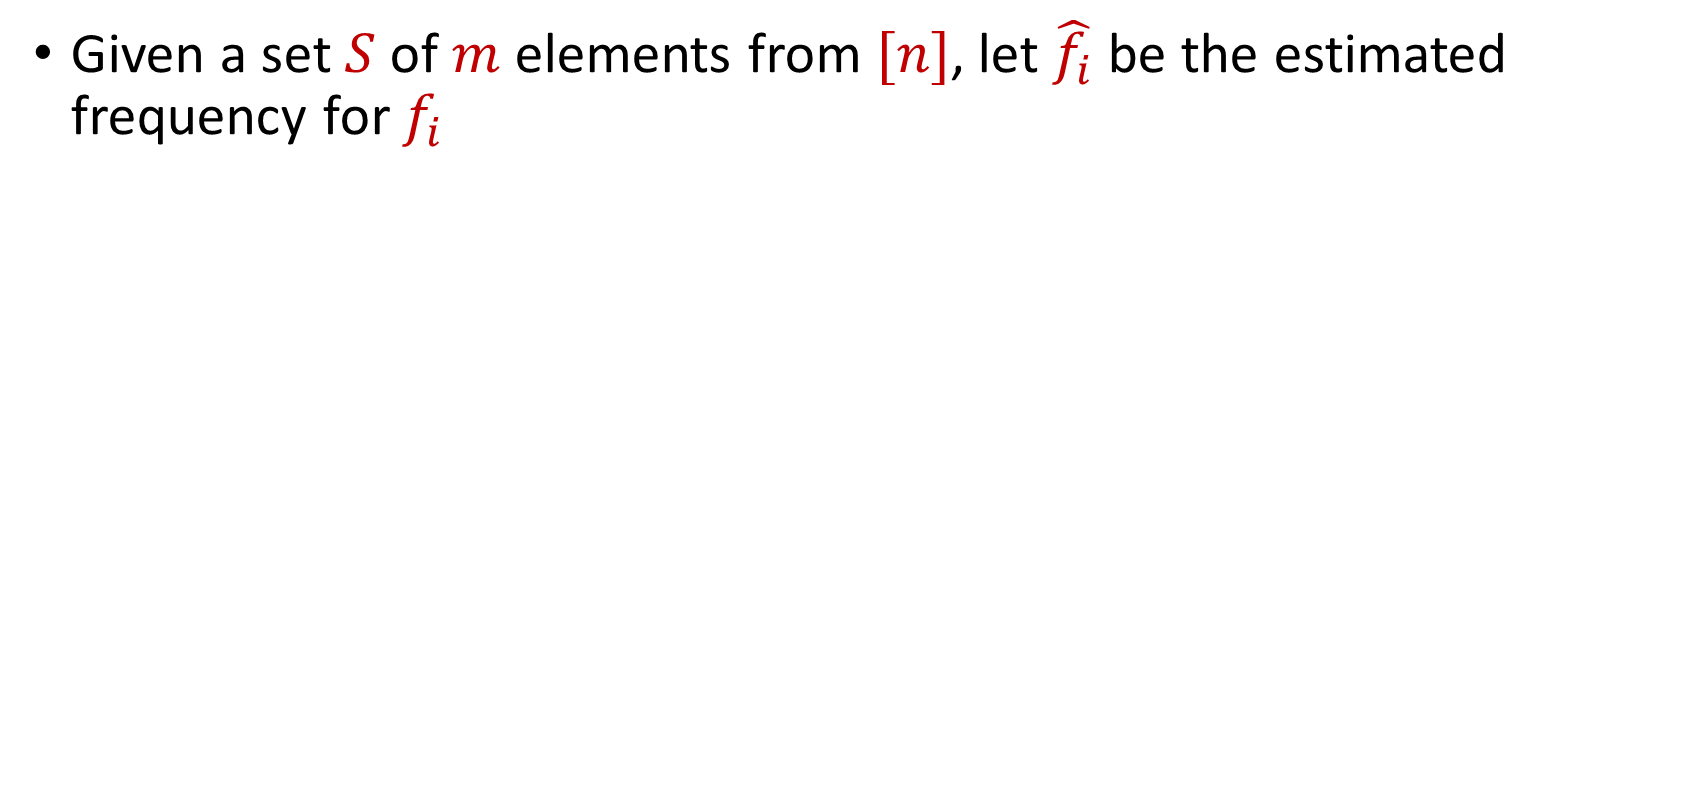 • Given a set 𝑆 of 𝑚 elements from [𝑛], let 𝑓̂ᵢ be the estimated
frequency for 𝑓ᵢ